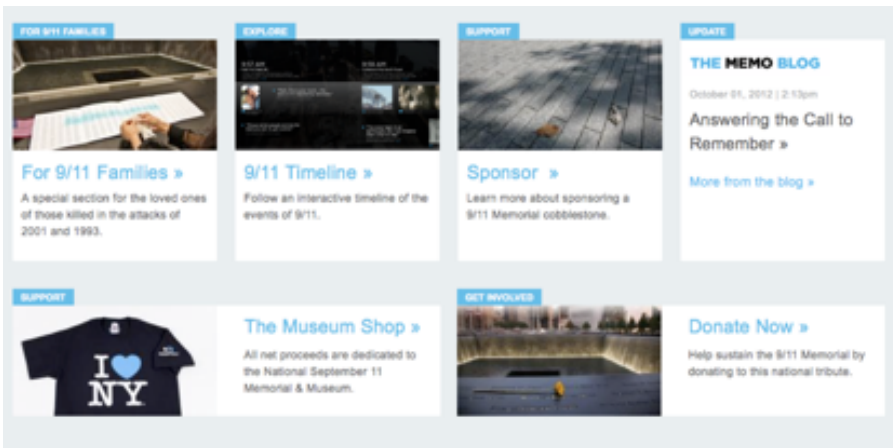 FOR 9/11 FAMILIES
For 9/11 Families »
A special section for the loved ones
of those killed in the attacks of
2001 and 1993.
EXPLORE
9/11 Timeline »
Follow an interactive timeline of the
events of 9/11.
SUPPORT
Sponsor »
Learn more about sponsoring a
9/11 Memorial cobblestone.
UPDATE
THE MEMO BLOG
October 01, 2012 | 2:13pm
Answering the Call to
Remember »
More from the blog »
SUPPORT
I
NY
The Museum Shop »
All net proceeds are dedicated to
the National September 11
Memorial & Museum.
GET INVOLVED
Donate Now »
Help sustain the 9/11 Memorial by
donating to this national tribute.